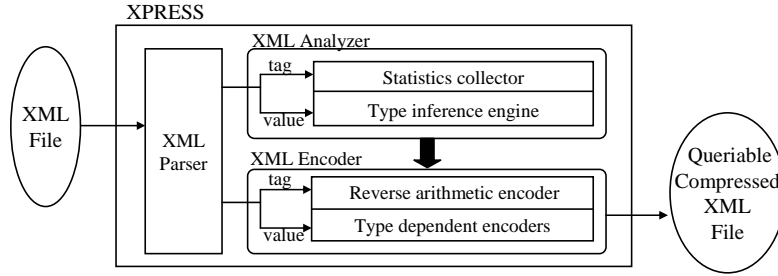 XPRESS
XML Analyzer
tag
Statistics collector
value
Type inference engine
XML
File
XML
Parser
XML Encoder
tag
Reverse arithmetic encoder
value
Type dependent encoders
Queriable
Compressed
XML
File